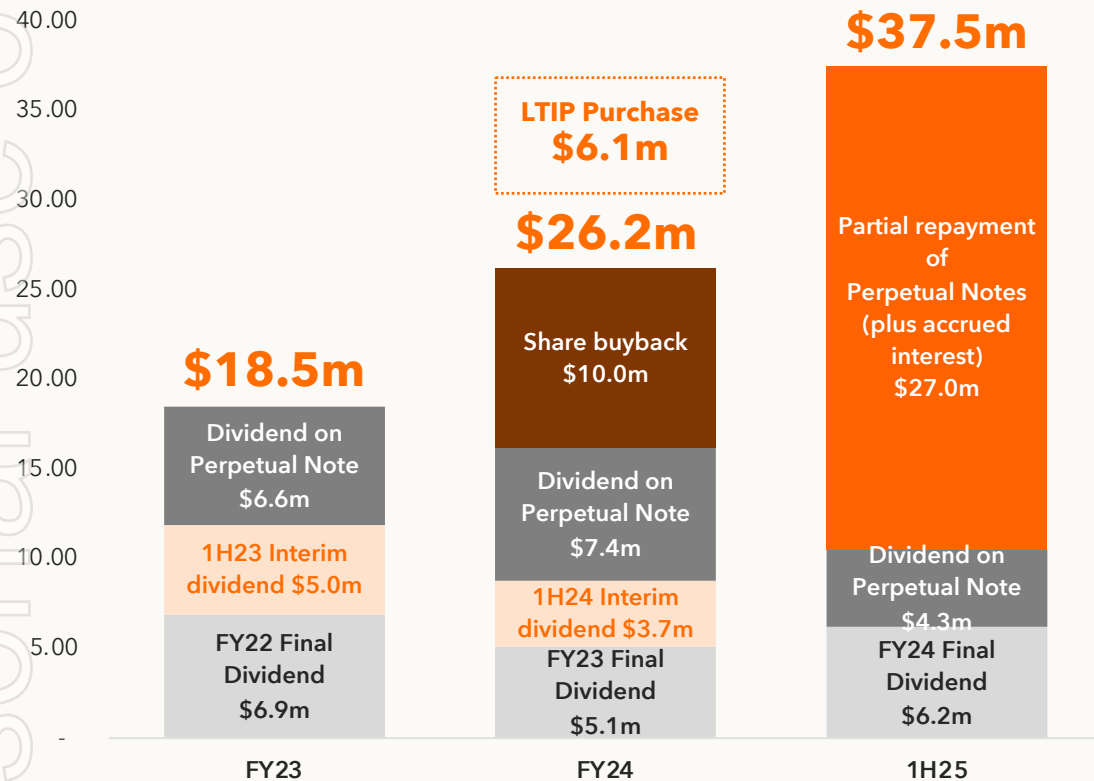 40.00
35.00
30.00
25.00
20.00
15.00
10.00
5.00
-
$18.5m
Dividend on
Perpetual Note
$6.6m
1H23 Interim
dividend $5.0m
FY22 Final
Dividend
$6.9m
FY23
LTIP Purchase
$6.1m
$26.2m
Share buyback
$10.0m
Dividend on
Perpetual Note
$7.4m
1H24 Interim
dividend $3.7m
FY23 Final
Dividend
$5.1m
FY24
$37.5m
Partial repayment
of
Perpetual Notes
(plus accrued
interest)
$27.0m
Dividend on
Perpetual Note
$4.3m
FY24 Final
Dividend
$6.2m
1H25